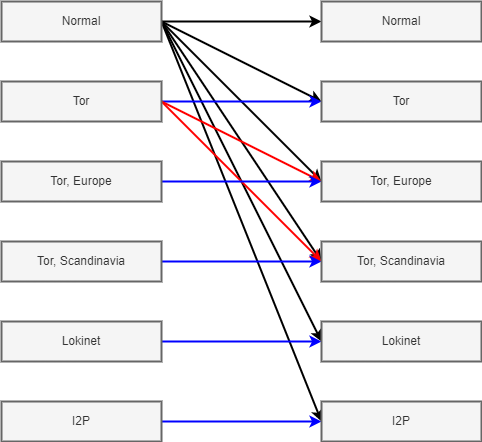 Normal
Normal
Tor
Tor
Tor, Europe
Tor, Europe
Tor, Scandinavia
Tor, Scandinavia
Lokinet
Lokinet
I2P
I2P